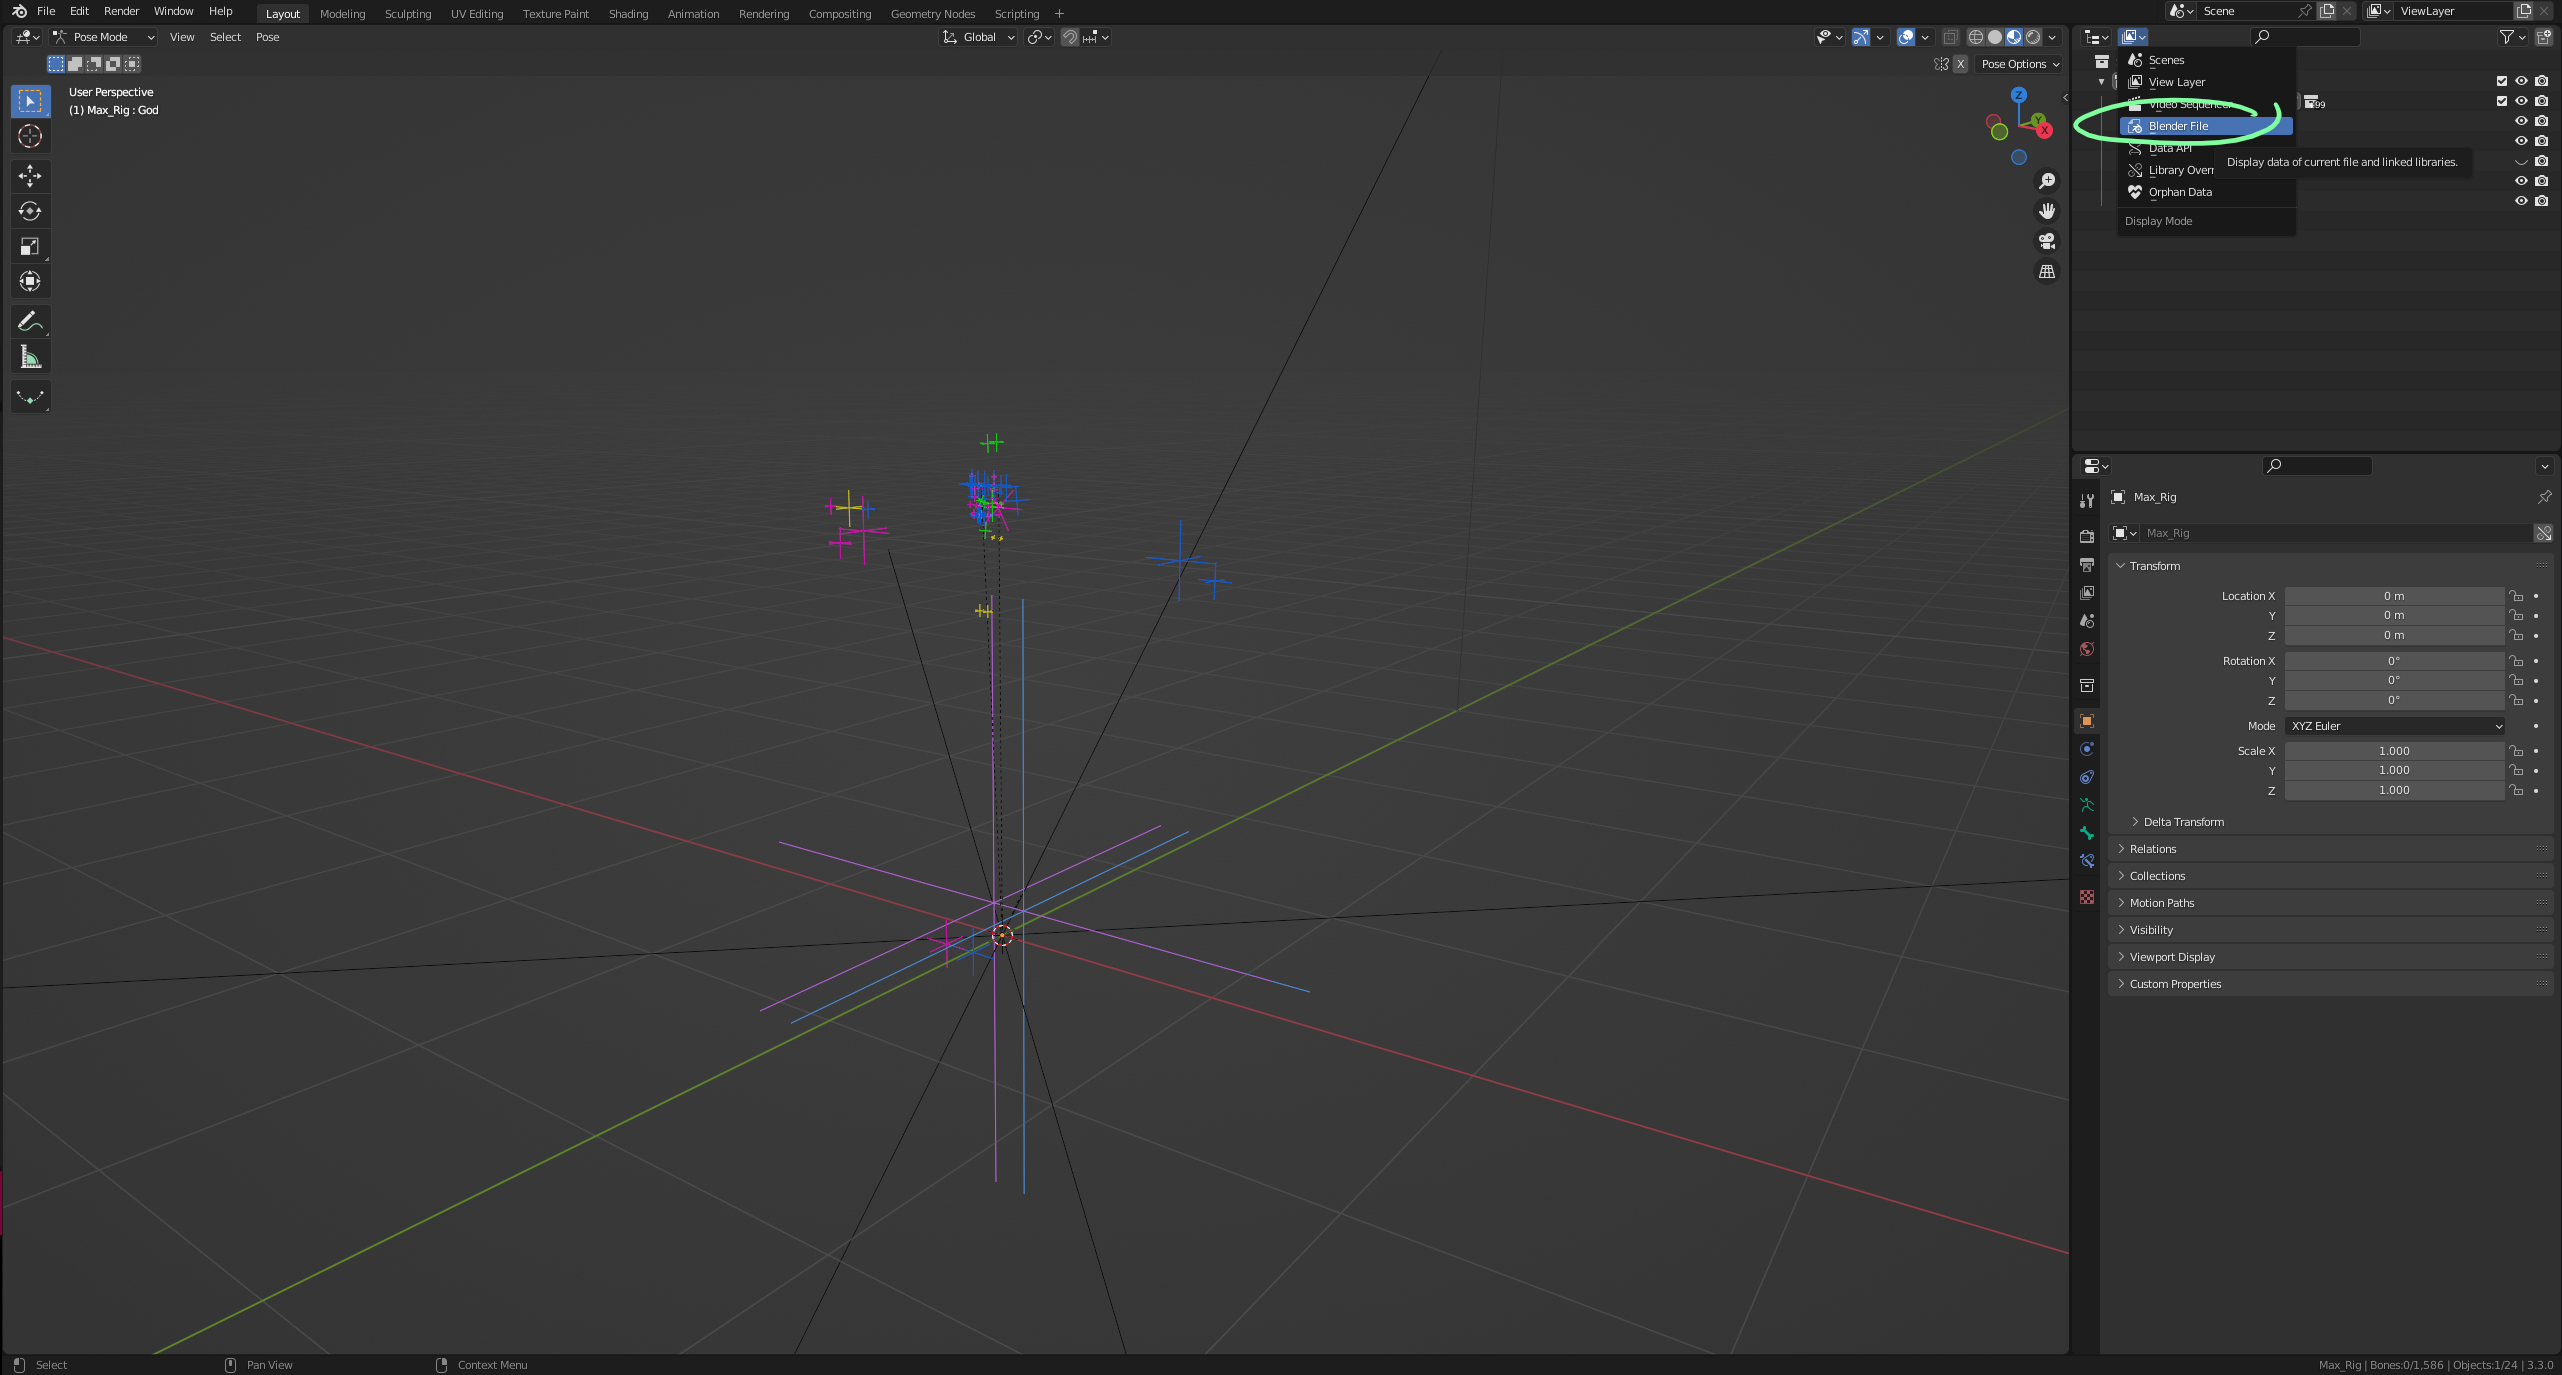 File Edit Render Window Help Layout Modeling Sculpting UV Editing Texture Paint Shading Animation Rendering Compositing Geometry Nodes Scripting + Scene ViewLayer
Pose Mode View Select Pose Global
X Pose Options
User Perspective
(1) Max_Rig : God
Z
Y
X
Scenes
View Layer
Video Sequencer
99
Blender File
Data API
Display data of current file and linked libraries.
Library Overr
Orphan Data
Display Mode
Max_Rig
Max_Rig
Transform
Location X 0 m
Y 0 m
Z 0 m
Rotation X 0°
Y 0°
Z 0°
Mode XYZ Euler
Scale X 1.000
Y 1.000
Z 1.000
Delta Transform
Relations
Collections
Motion Paths
Visibility
Viewport Display
Custom Properties
Select Pan View Context Menu Max_Rig | Bones:0/1,586 | Objects:1/24 | 3.3.0